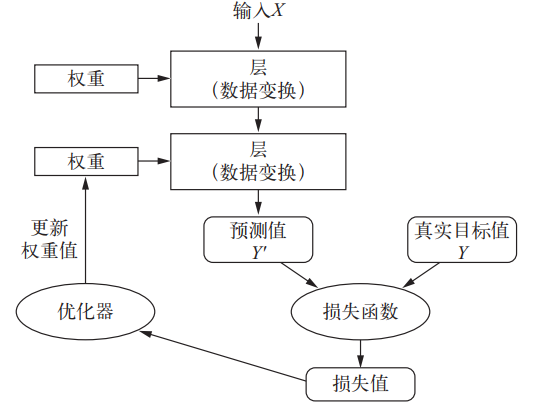 输入X
权重
层
（数据变换）
权重
层
（数据变换）
更新
权重值
预测值
Y′
真实目标值
Y
优化器
损失函数
损失值